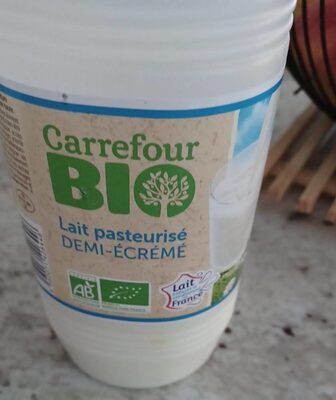 Carrefour
BIO
Lait pasteurisé
DEMI-ÉCRÉMÉ
AB
Lait
France